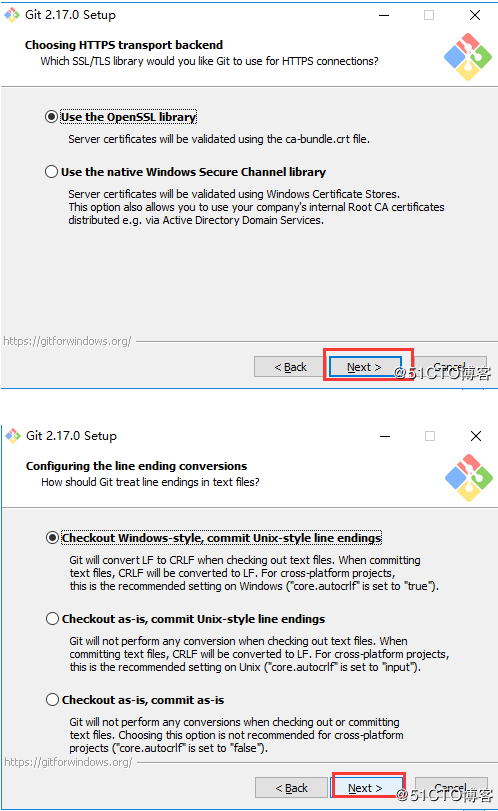 Git 2.17.0 Setup
Choosing HTTPS transport backend
Which SSL/TLS library would you like Git to use for HTTPS connections?
Use the OpenSSL library
Server certificates will be validated using the ca-bundle.crt file.
Use the native Windows Secure Channel library
Server certificates will be validated using Windows Certificate Stores.
This option also allows you to use your company's internal Root CA certificates
distributed e.g. via Active Directory Domain Services.
https://gitforwindows.org/
< Back Next > Cancel
@51CTO博客
Git 2.17.0 Setup
Configuring the line ending conversions
How should Git treat line endings in text files?
Checkout Windows-style, commit Unix-style line endings
Git will convert LF to CRLF when checking out text files. When committing
text files, CRLF will be converted to LF. For cross-platform projects,
this is the recommended setting on Windows ("core.autocrlf" is set to "true").
Checkout as-is, commit Unix-style line endings
Git will not perform any conversion when checking out text files. When
committing text files, CRLF will be converted to LF. For cross-platform projects,
this is the recommended setting on Unix ("core.autocrlf" is set to "input").
Checkout as-is, commit as-is
Git will not perform any conversions when checking out or committing
text files. Choosing this option is not recommended for cross-platform
projects ("core.autocrlf" is set to "false").
https://gitforwindows.org/
< Back Next > Cancel
@51CTO博客